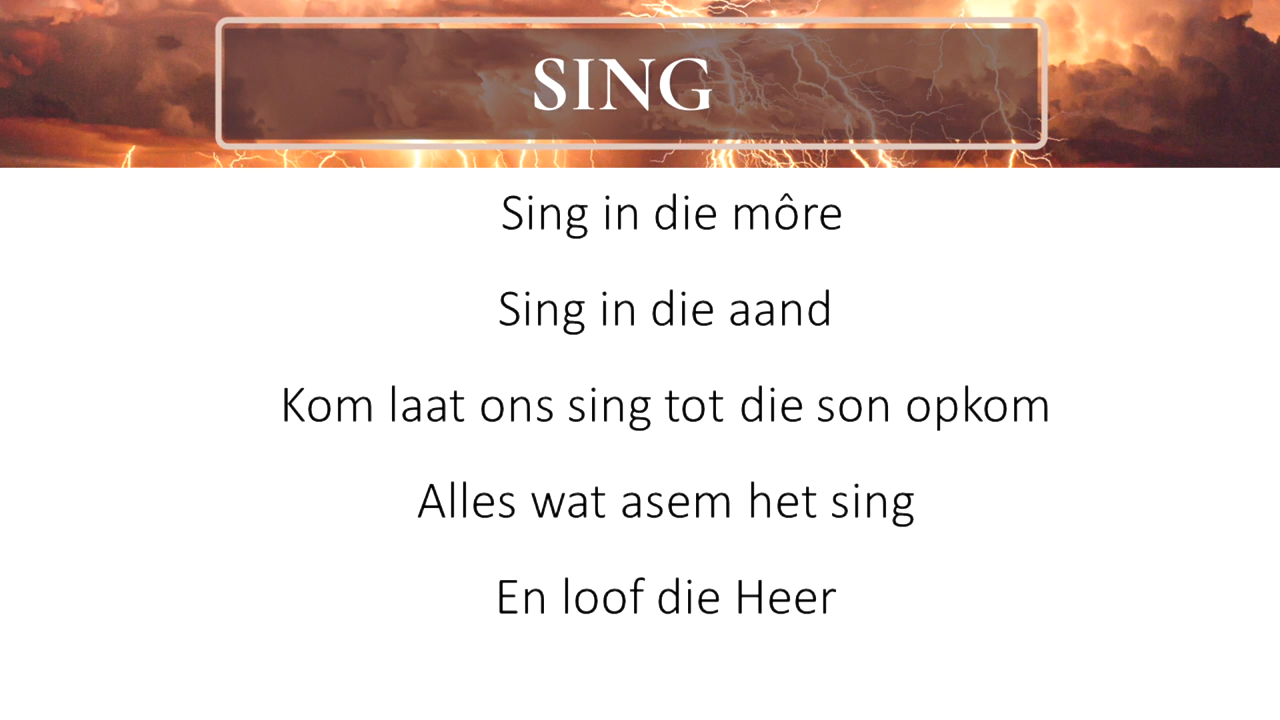 SING
Sing in die môre
Sing in die aand
Kom laat ons sing tot die son opkom
Alles wat asem het sing
En loof die Heer